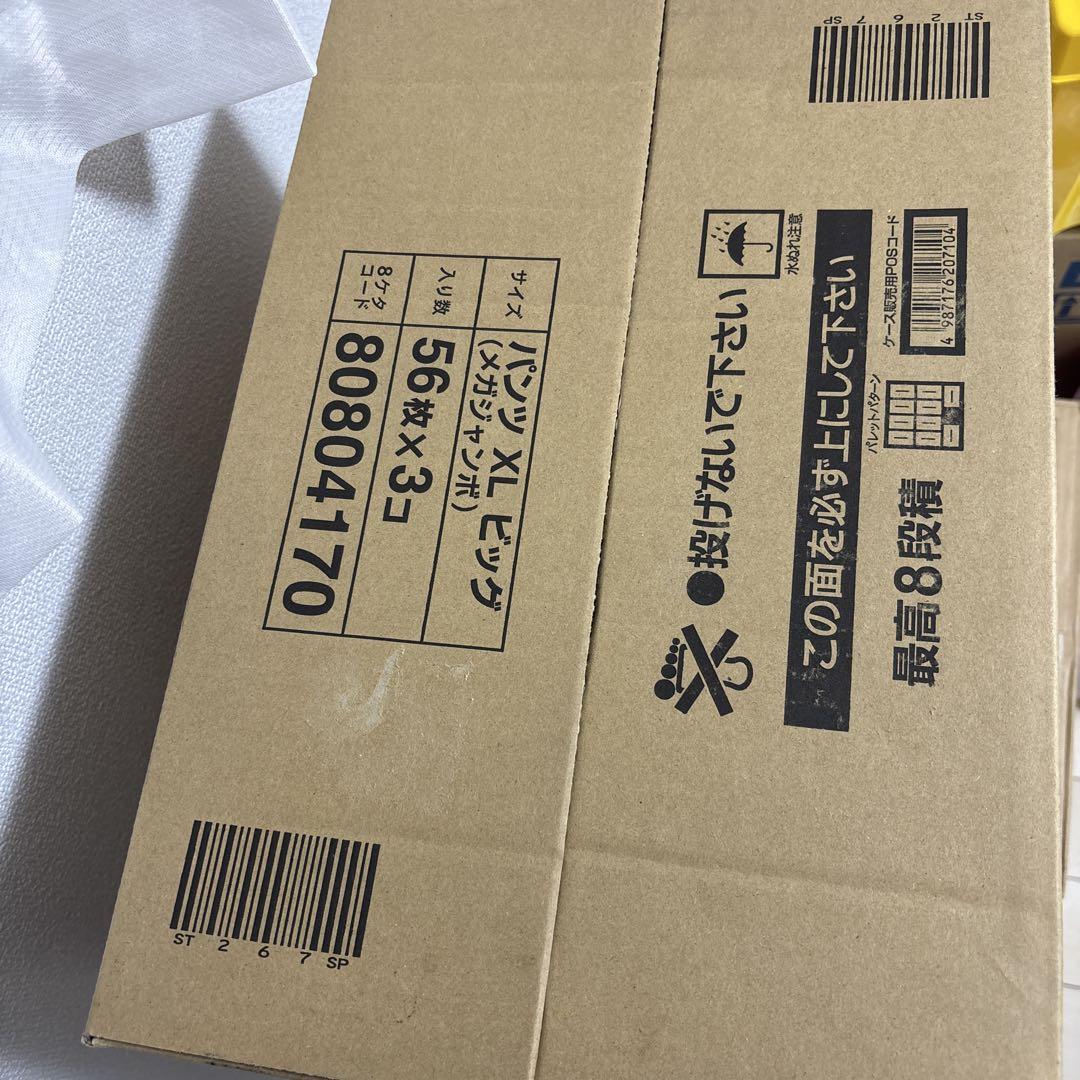 サイズ
パンツ XL ビッグ
(メガジャンボ)
入り数
56枚×3コ
8ケタ
コード
80804170
水ぬれ注意
●投げないで下さい
この面を必ず上にして下さい
ケース販売用POSコード
4 987176 207104
パレットパターン
最高8段積
ST 2 6 7 SP
ST 2 6 7 SP